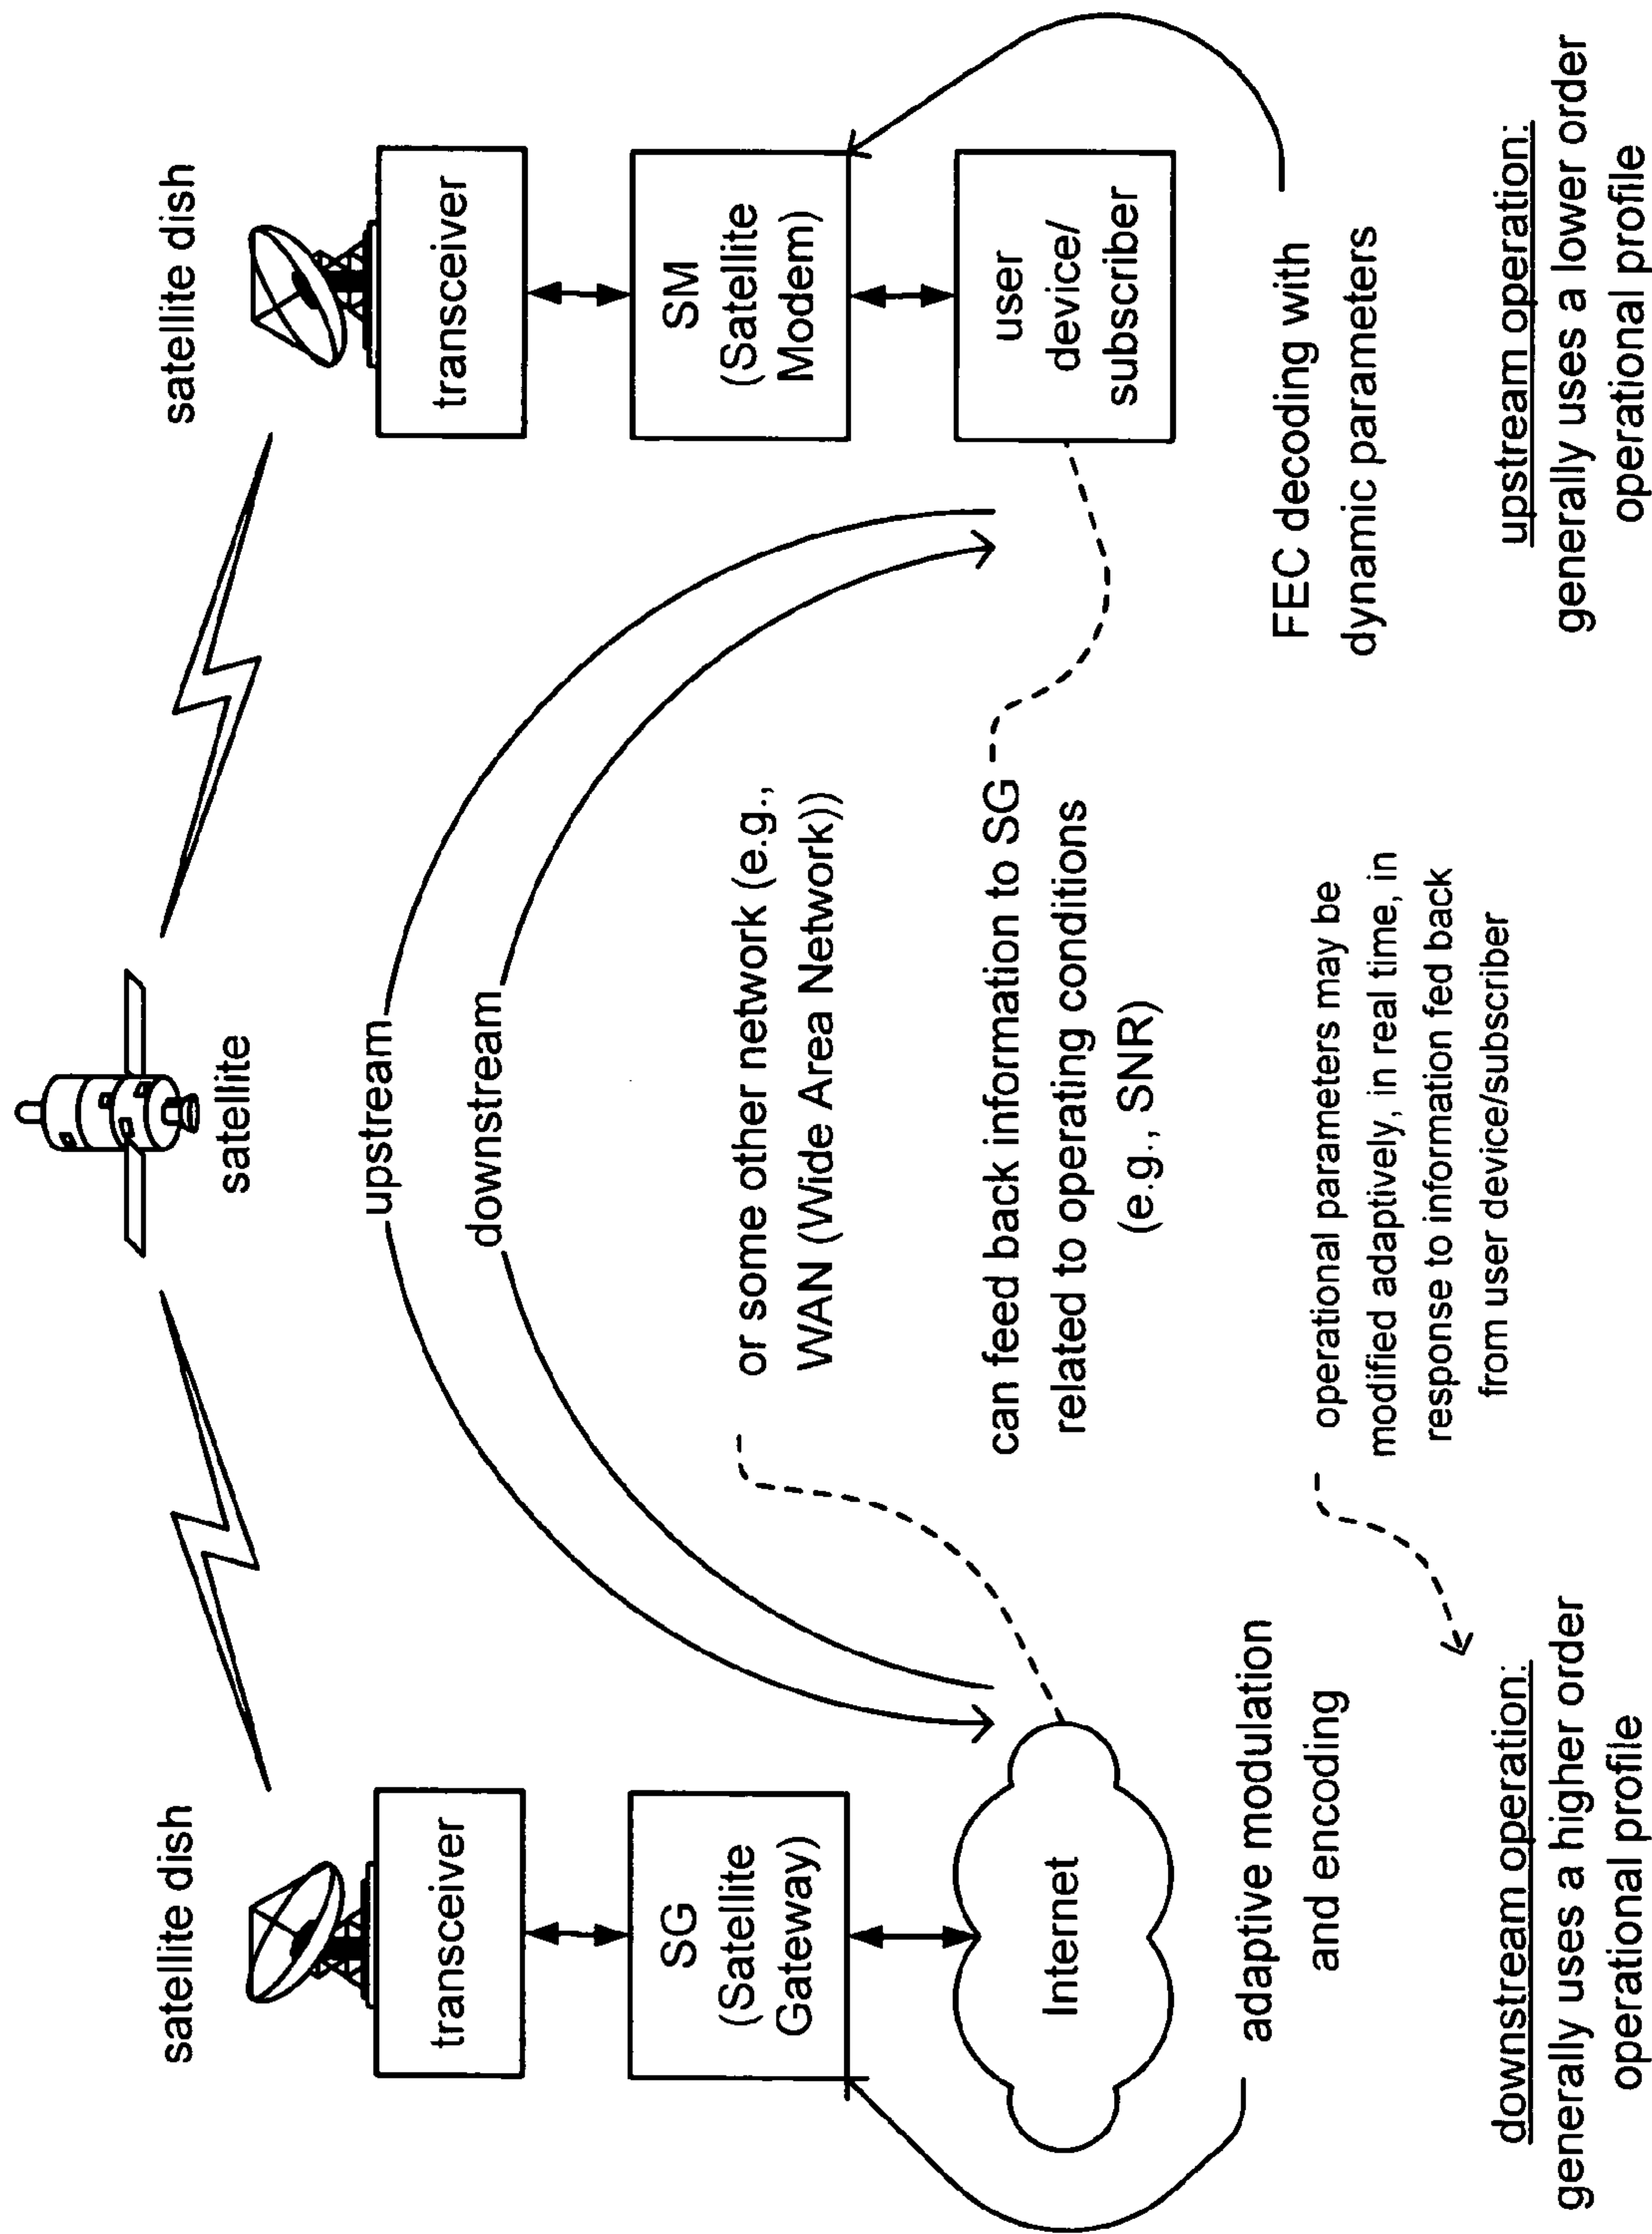 satellite
satellite dish
satellite dish
transceiver
transceiver
upstream
downstream
SG
(Satellite
Gateway)
SM
(Satellite
Modem)
or some other network (e.g.,
WAN (Wide Area Network))
Internet
can feed back information to SG
related to operating conditions
(e.g., SNR)
user
device/
subscriber
adaptive modulation
and encoding
operational parameters may be
modified adaptively, in real time, in
response to information fed back
from user device/subscriber
FEC decoding with
dynamic parameters
downstream operation:
generally uses a higher order
operational profile
upstream operation:
generally uses a lower order
operational profile